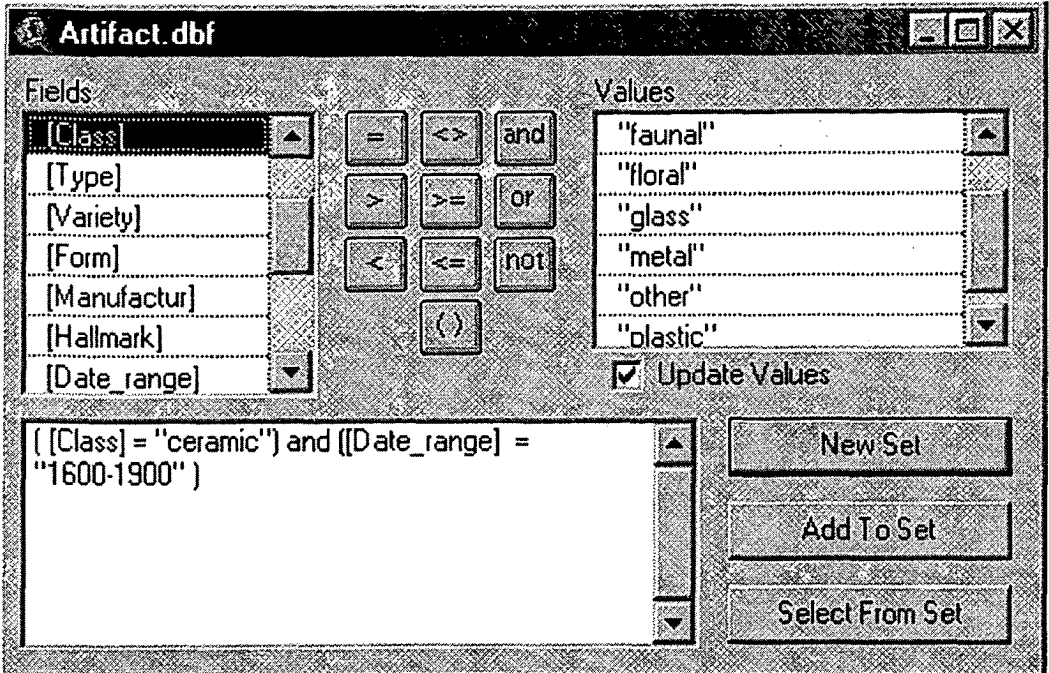 Artifact.dbf
Fields
[Class]
[Type]
[Variety]
[Form]
[Manufactur]
[Hallmark]
[Date_range]
= <> and
> >= or
< <= not
()
Values
"faunal"
"floral"
"glass"
"metal"
"other"
"plastic"
Update Values
( [Class] = "ceramic") and ([Date_range] =
"1600-1900" )
New Set
Add To Set
Select From Set